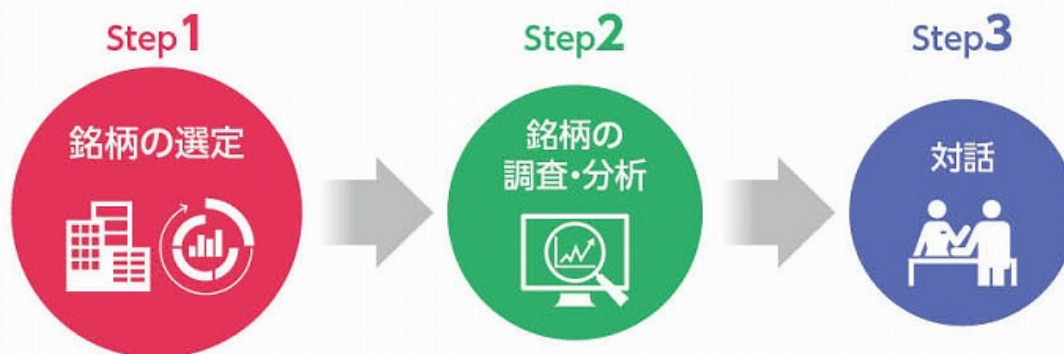 Step1
銘柄の選定
Step2
銘柄の
調査・分析
Step3
対話